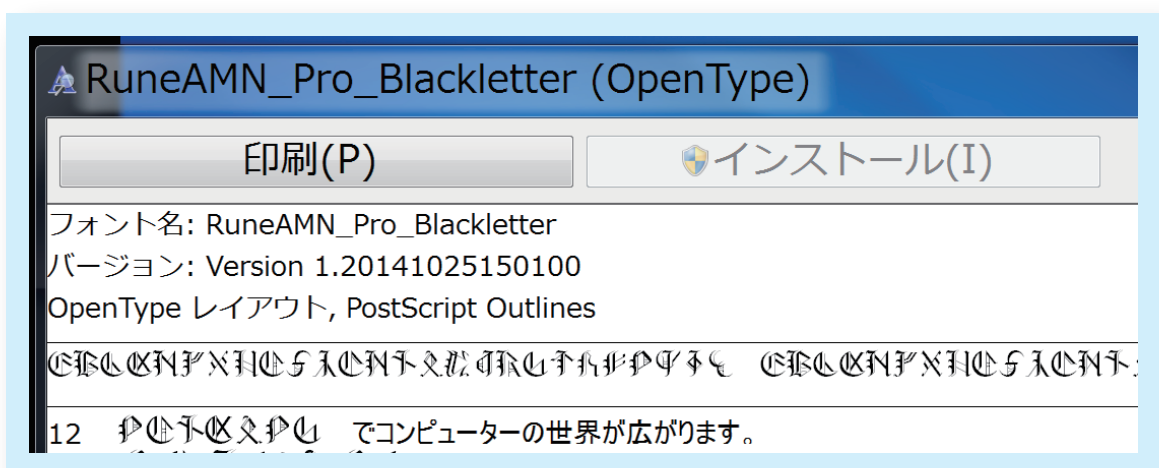 RuneAMN_Pro_Blackletter (OpenType)
印刷(P)
インストール(I)
フォント名: RuneAMN_Pro_Blackletter
バージョン: Version 1.20141025150100
OpenType レイアウト, PostScript Outlines
12 でコンピューターの世界が広がります。